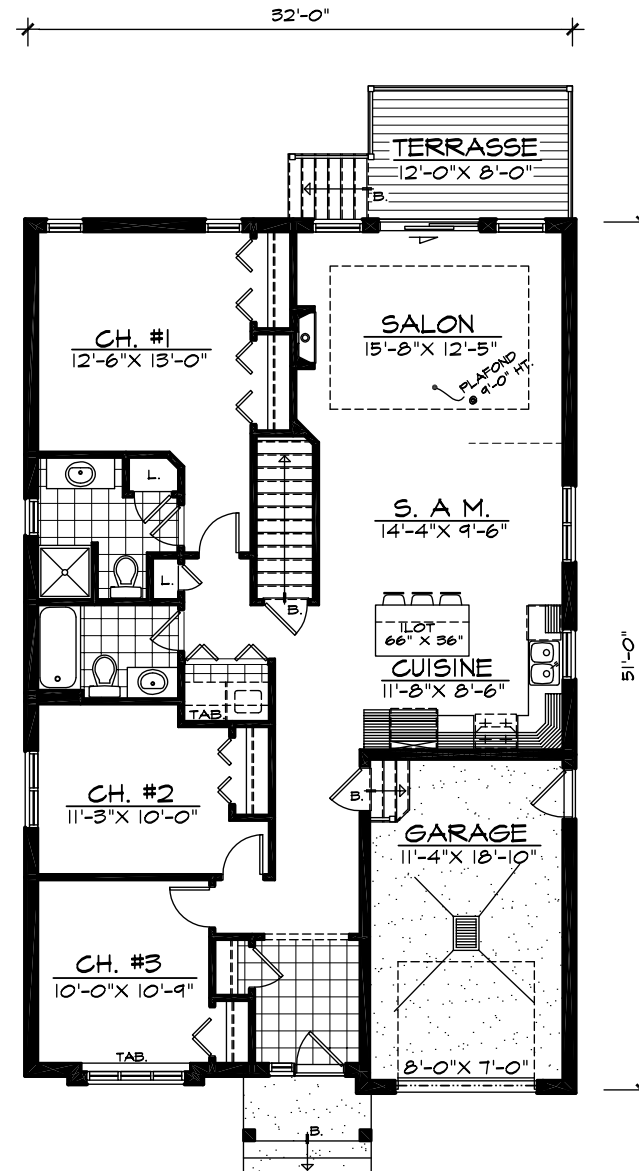 32'-0"
TERRASSE
12'-0" X 8'-0"
B.
CH. #1
12'-6" X 13'-0"
SALON
15'-8" X 12'-5"
PLAFOND
9'-0" HT.
L.
S. A M.
14'-4" X 9'-6"
L.
B.
ILOT
66" X 36"
51'-0"
CUISINE
11'-8" X 8'-6"
TAB.
CH. #2
11'-3" X 10'-0"
B.
GARAGE
11'-4" X 18'-10"
CH. #3
10'-0" X 10'-9"
TAB.
8'-0" X 7'-0"
B.